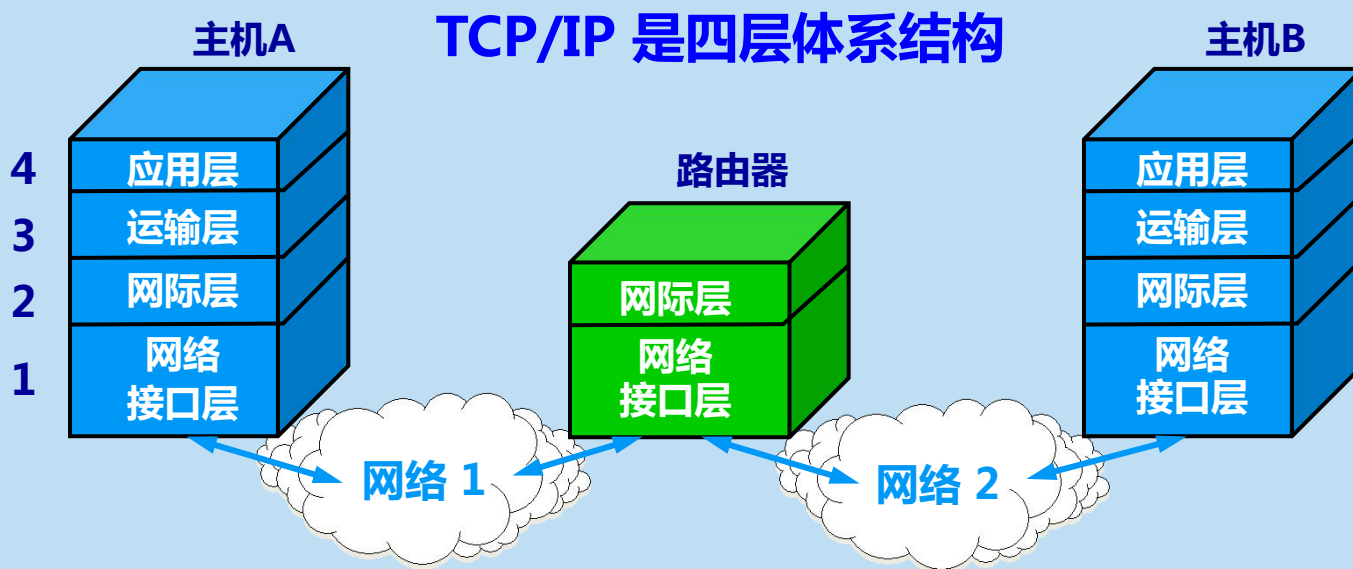 TCP/IP 是四层体系结构
主机A
主机B
路由器
4
应用层
应用层
3
运输层
运输层
2
网际层
网际层
网际层
1
网络
接口层
网络
接口层
网络
接口层
网络 1
网络 2